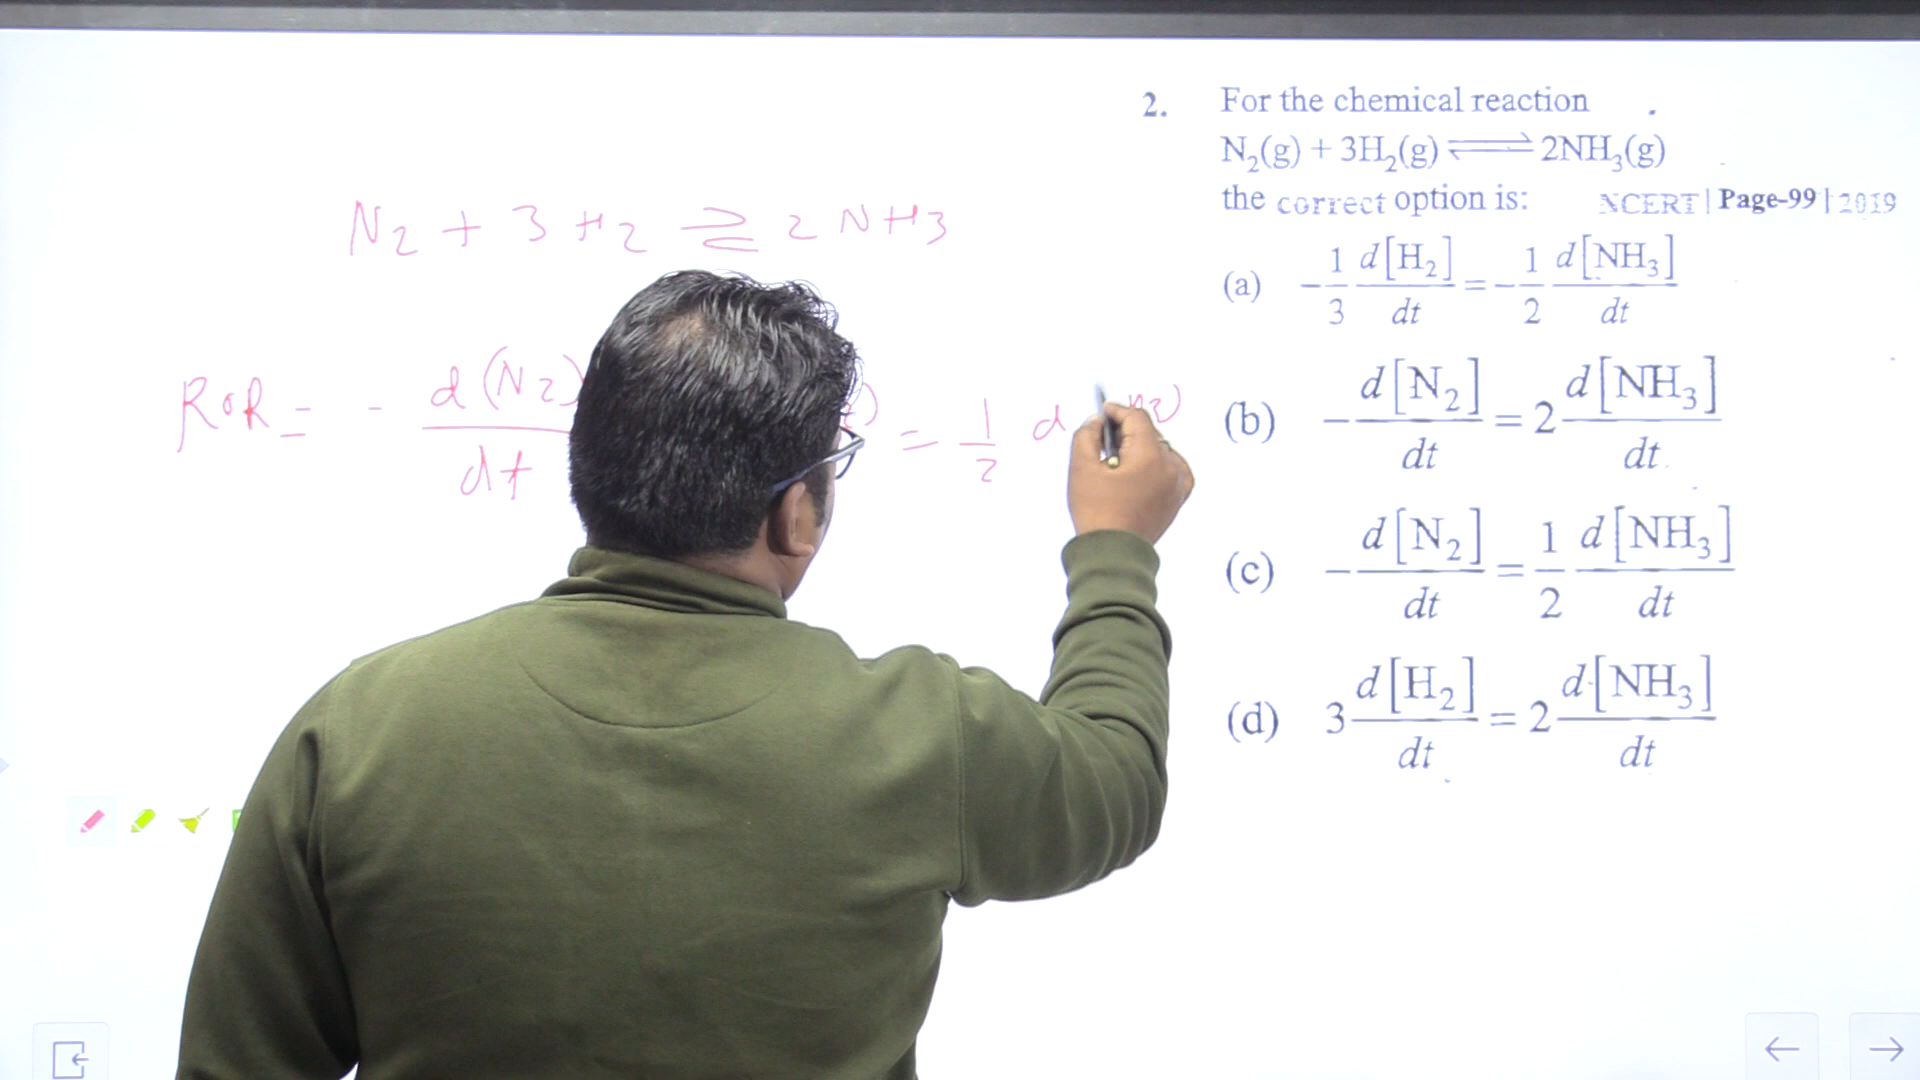 N2 + 3H2 ⇌ 2NH3
ROR = - d(N2)/dt = 1/2 d
2. For the chemical reaction
N₂(g) + 3H₂(g) ⇌ 2NH₃(g)
the correct option is: NCERT | Page-99 | 2019
(a) -1/3 d[H₂]/dt = -1/2 d[NH₃]/dt
(b) -d[N₂]/dt = 2 d[NH₃]/dt
(c) -d[N₂]/dt = 1/2 d[NH₃]/dt
(d) 3 d[H₂]/dt = 2 d[NH₃]/dt